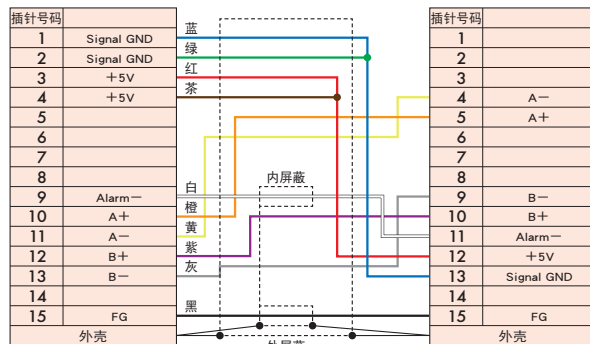 插针号码
1 Signal GND
2 Signal GND
3 +5V
4 +5V
5
6
7
8
9 Alarm−
10 A+
11 A−
12 B+
13 B−
14
15 FG
外壳
蓝
绿
红
茶
白
橙
黄
紫
灰
黑
内屏蔽
外屏蔽
插针号码
1
2
3
4 A−
5 A+
6
7
8
9 B−
10 B+
11 Alarm−
12 +5V
13 Signal GND
14
15 FG
外壳